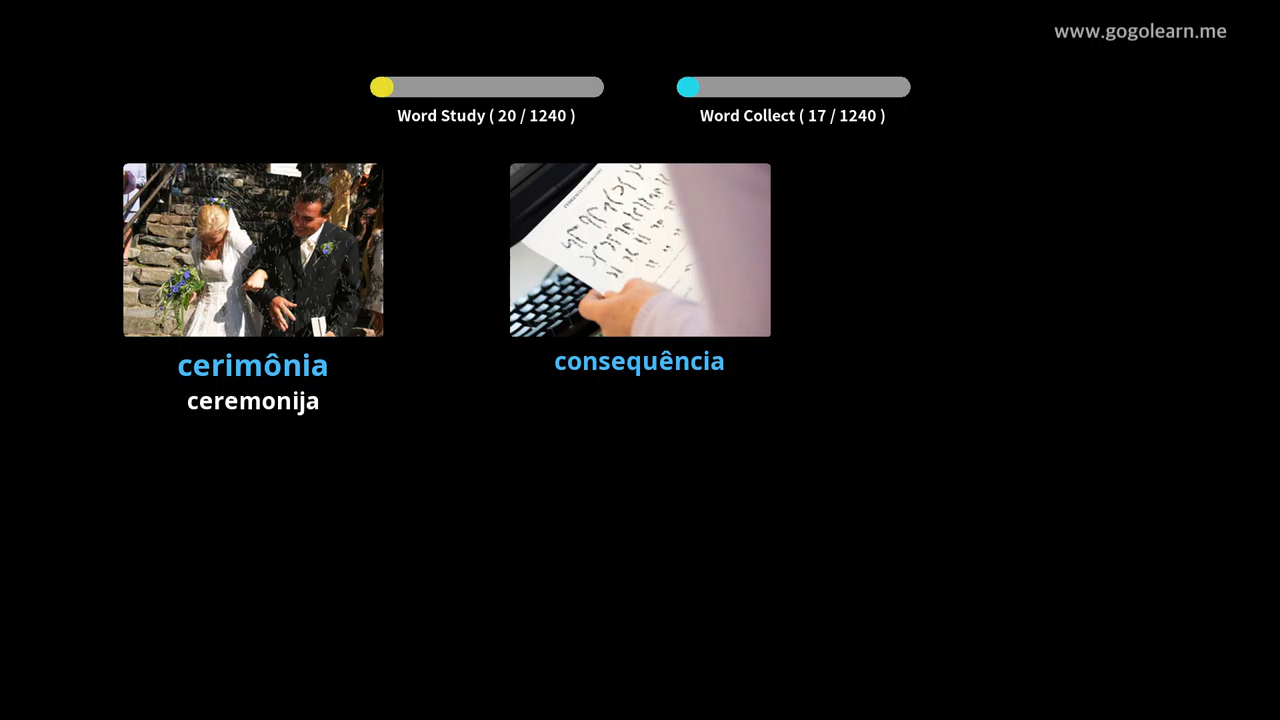 www.gogolearn.me
Word Study ( 20 / 1240 )
Word Collect ( 17 / 1240 )
cerimônia
ceremonija
consequência